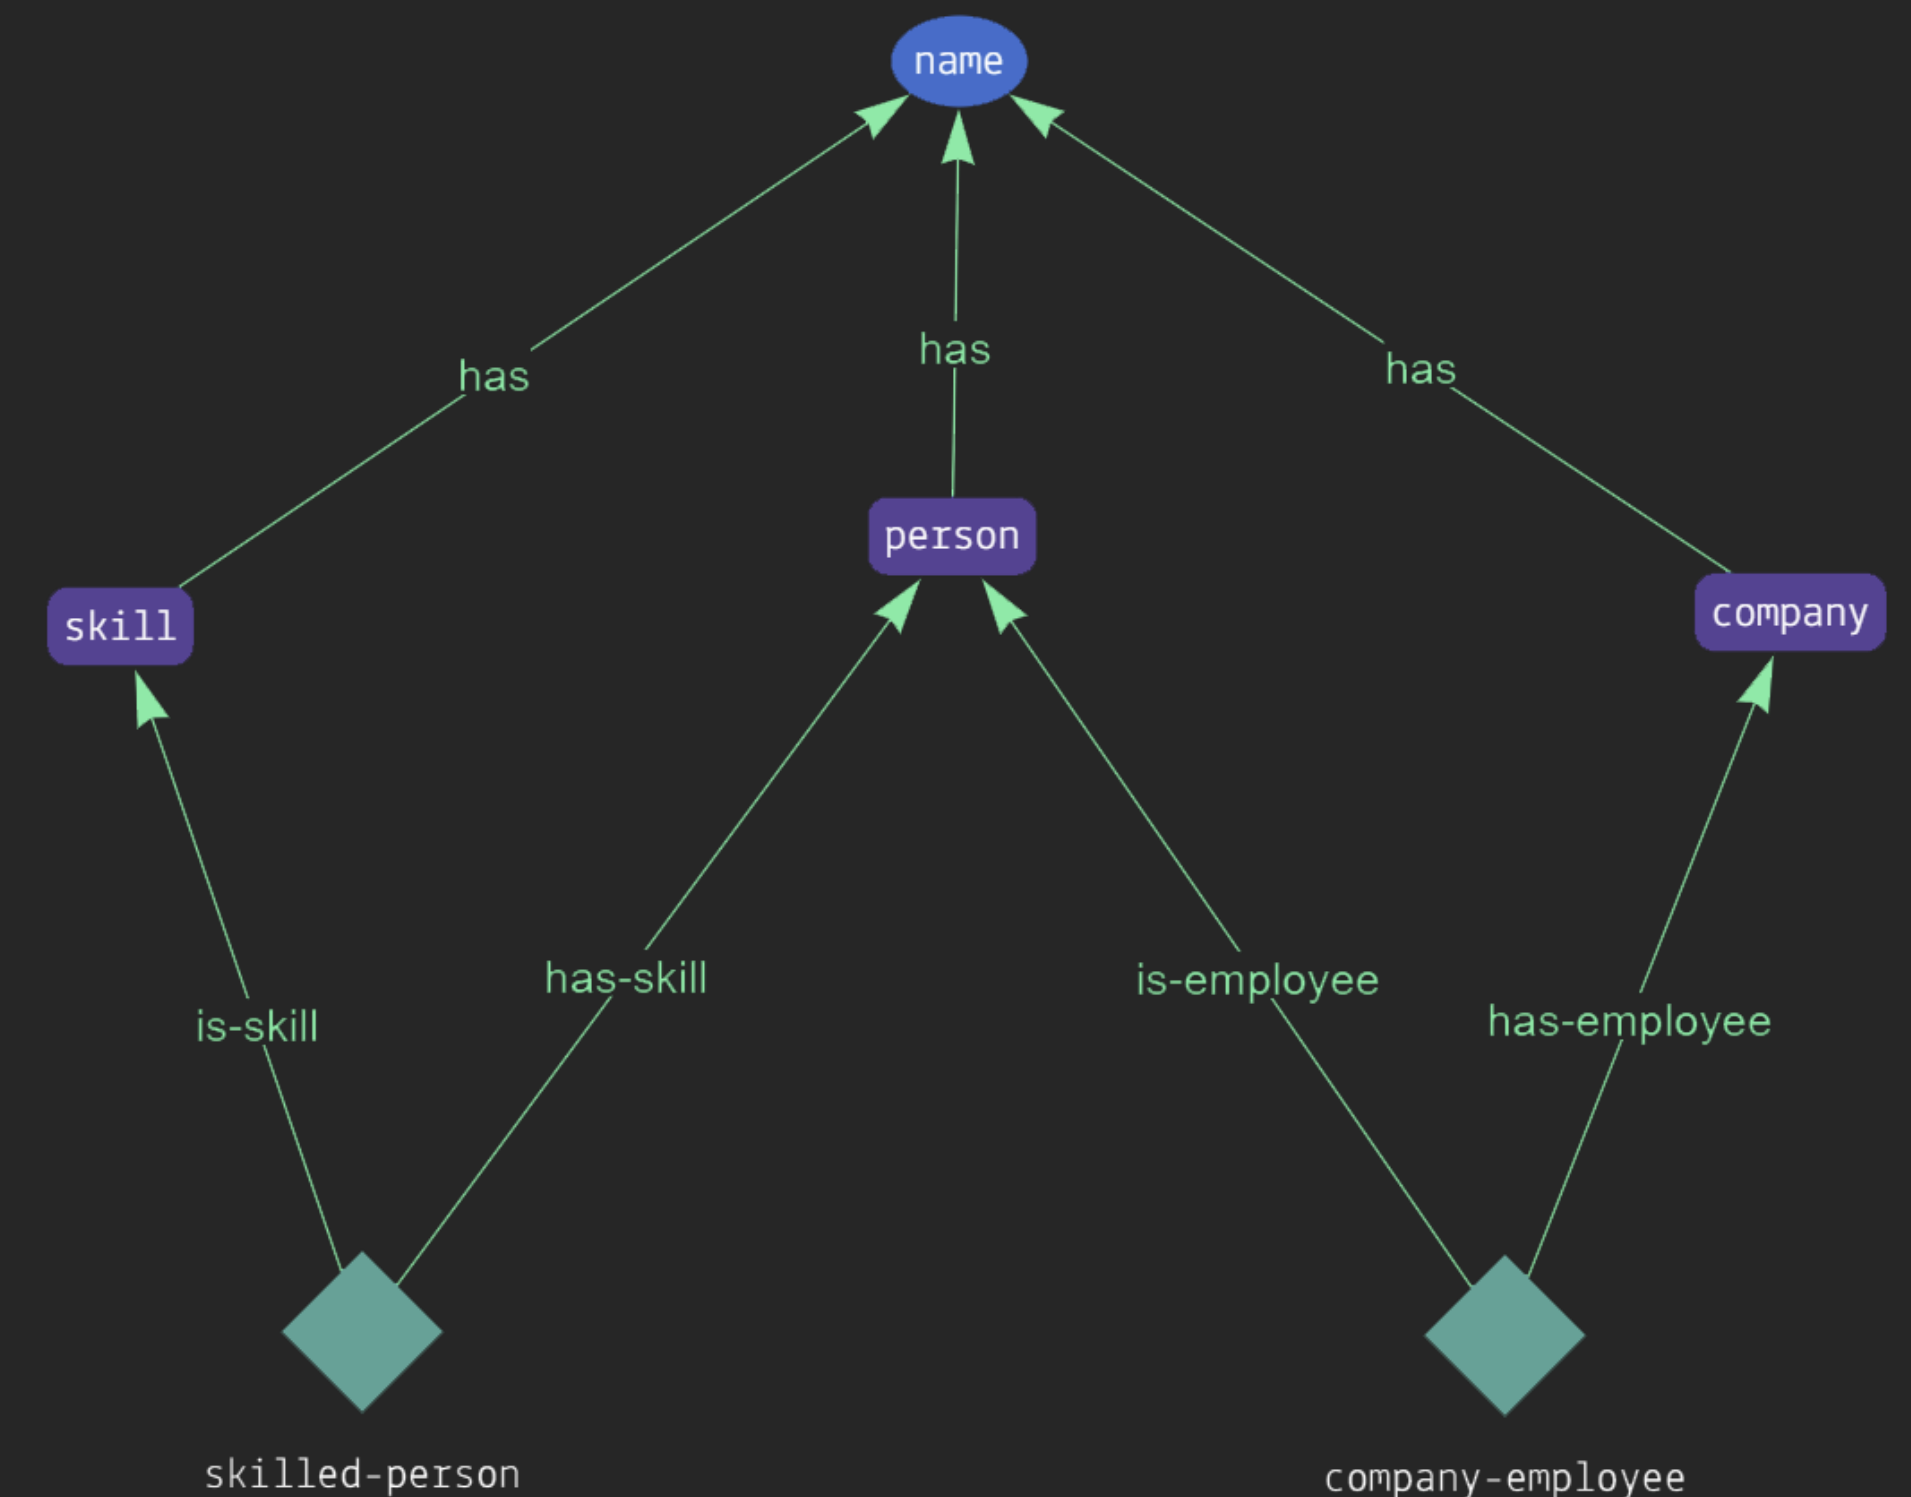 name
has
has
has
person
skill
company
has-skill
is-employee
is-skill
has-employee
skilled-person
company-employee